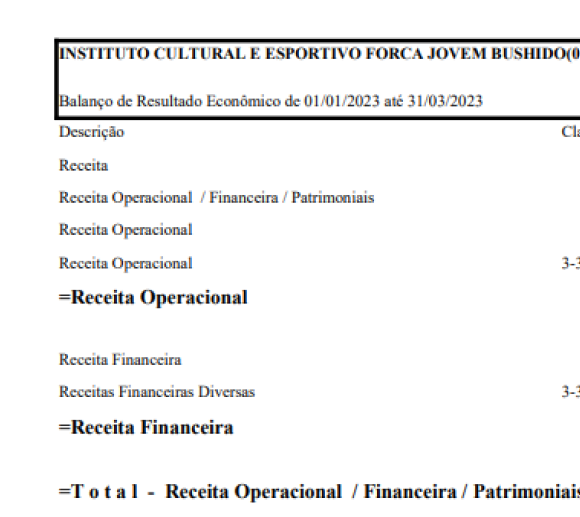 INSTITUTO CULTURAL E ESPORTIVO FORCA JOVEM BUSHIDO(0
Balanço de Resultado Econômico de 01/01/2023 até 31/03/2023
Descrição Cla
Receita
Receita Operacional / Financeira / Patrimoniais
Receita Operacional
Receita Operacional 3-3
=Receita Operacional
Receita Financeira
Receitas Financeiras Diversas 3-3
=Receita Financeira
=T o t a l - Receita Operacional / Financeira / Patrimoniais